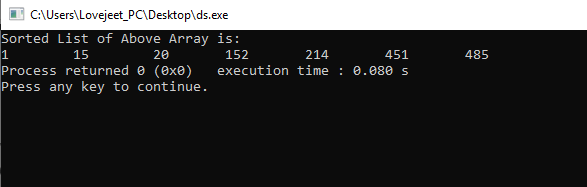 C:\Users\Lovejeet_PC\Desktop\ds.exe
Sorted List of Above Array is:
1       15      20      152     214     451     485
Process returned 0 (0x0)   execution time : 0.080 s
Press any key to continue.